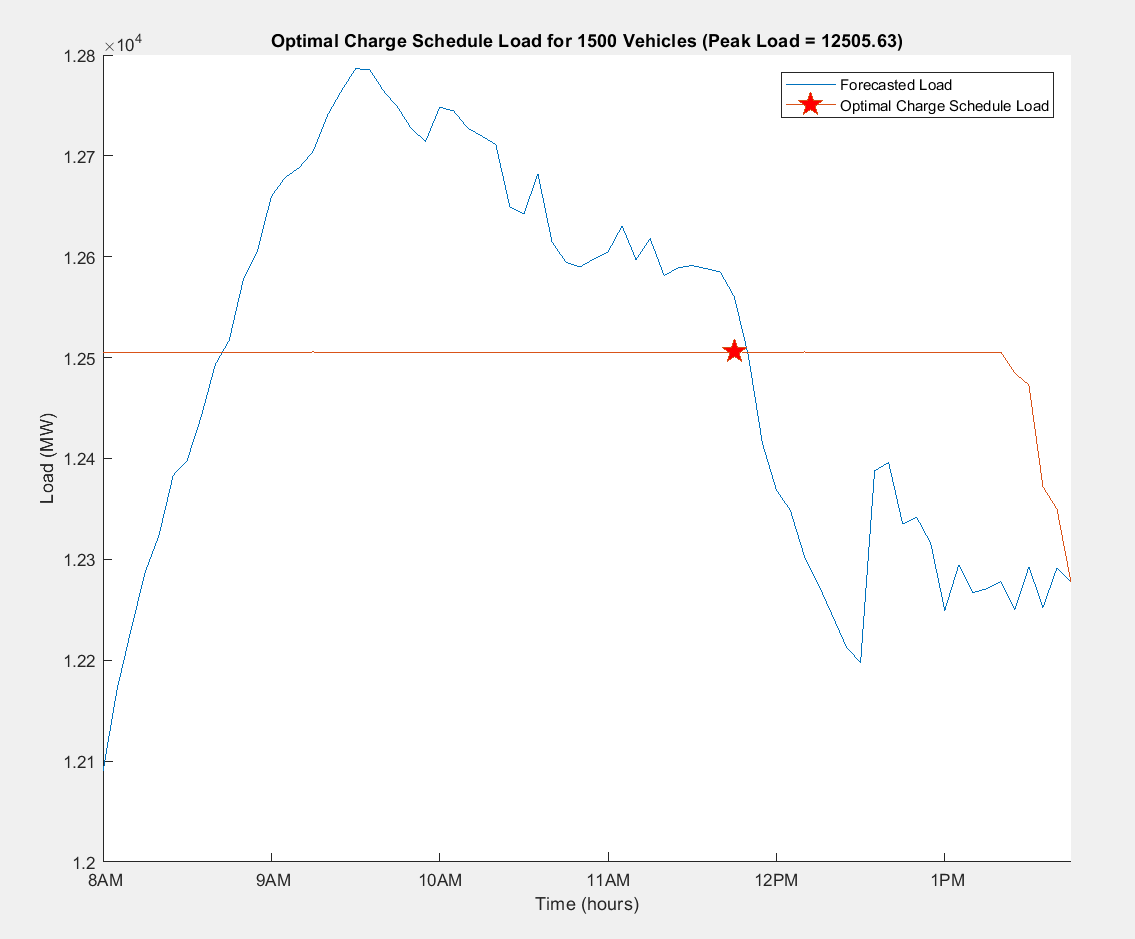 Optimal Charge Schedule Load for 1500 Vehicles (Peak Load = 12505.63)
×10⁴
1.28
1.27
1.26
1.25
1.24
1.23
1.22
1.21
1.2
Load (MW)
Forecasted Load
Optimal Charge Schedule Load
8AM 9AM 10AM 11AM 12PM 1PM
Time (hours)